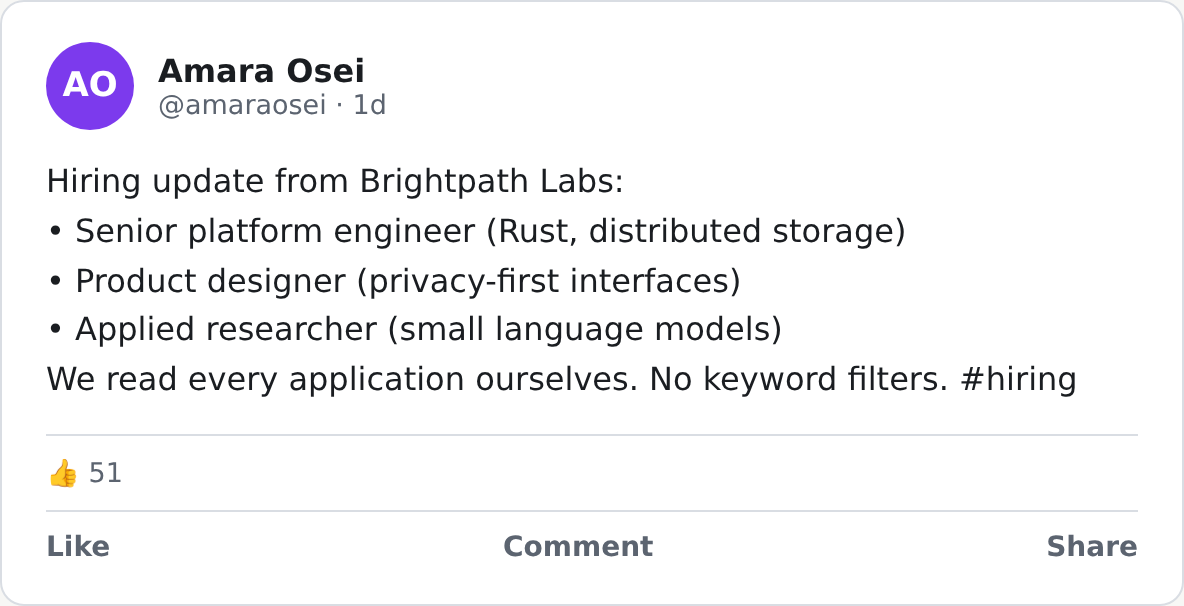 AO
Amara Osei
@amaraosei · 1d
Hiring update from Brightpath Labs:
• Senior platform engineer (Rust, distributed storage)
• Product designer (privacy-first interfaces)
• Applied researcher (small language models)
We read every application ourselves. No keyword filters. #hiring
👍 51
Like Comment Share